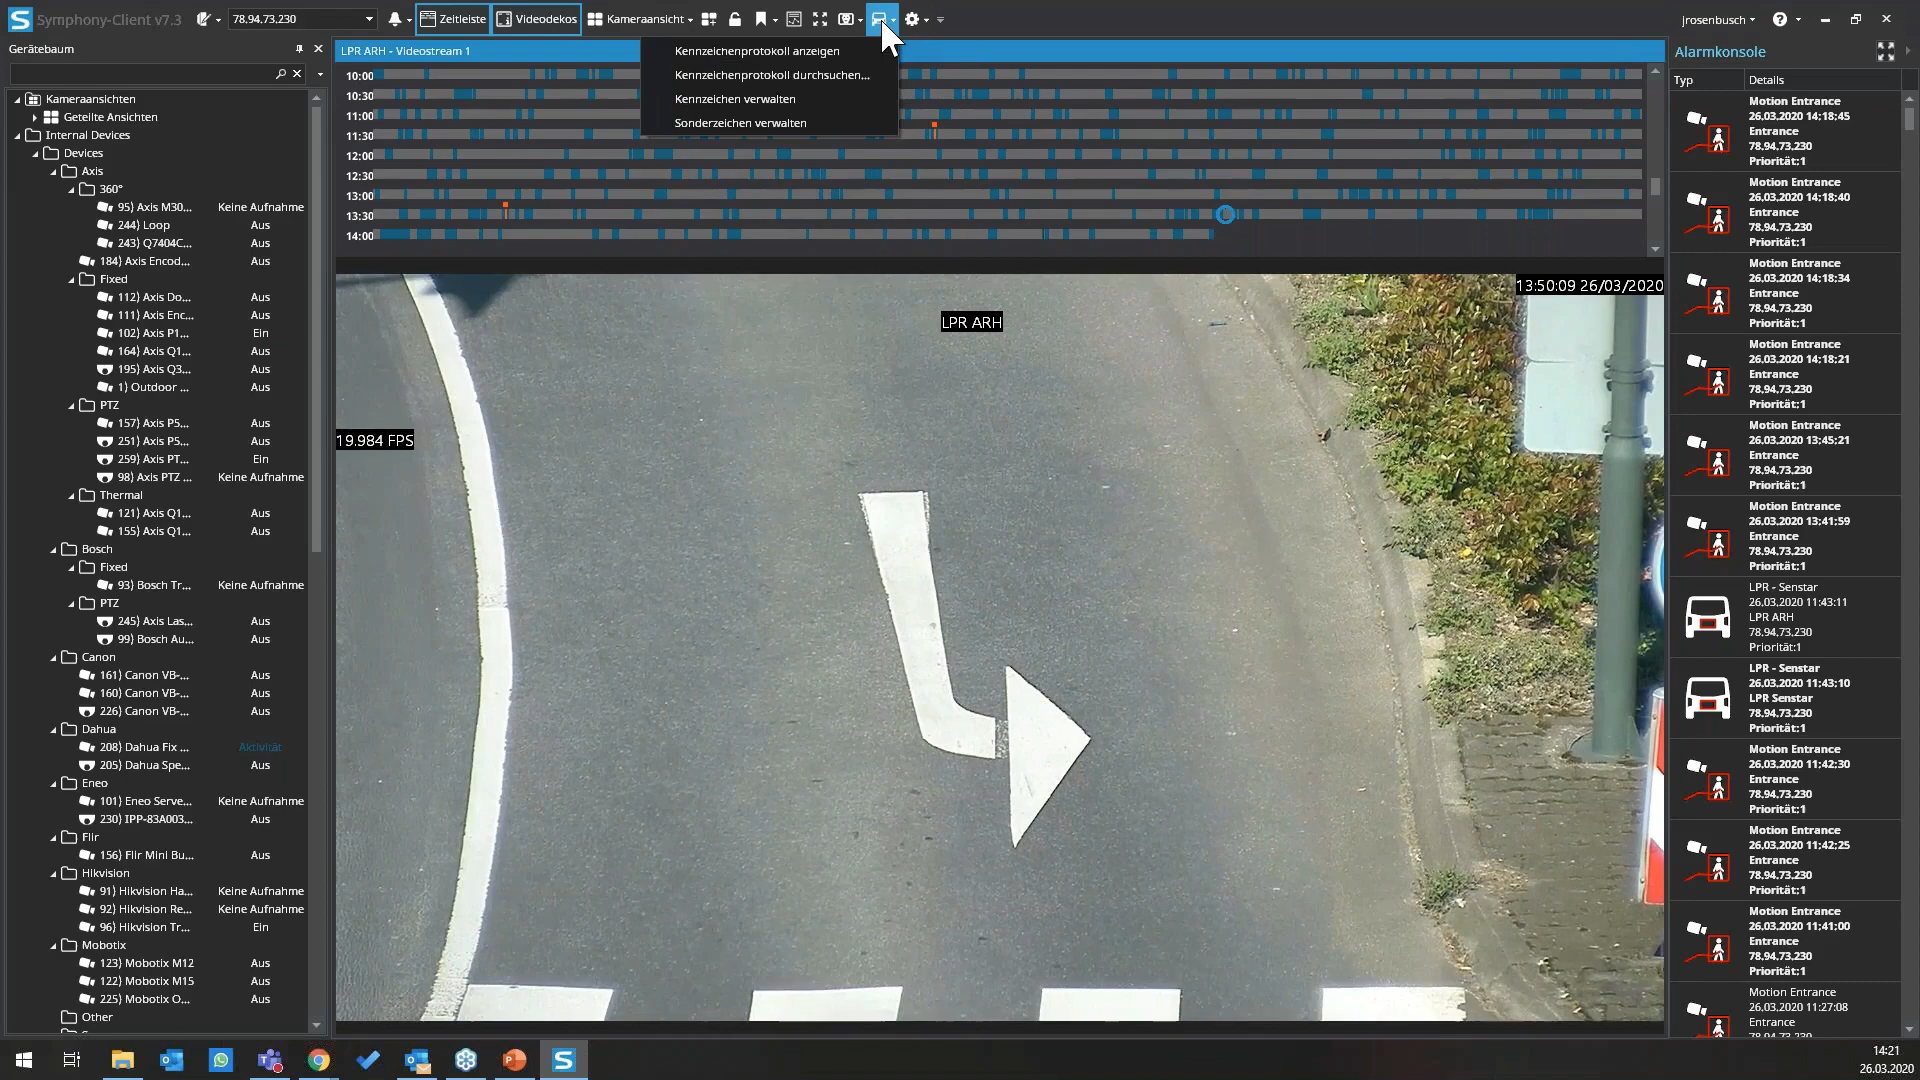 Symphony-Client v7.3
78.94.73.230
Zeitleiste
Videodekos
Kameraansicht
jrosenbusch
Gerätebaum
Kameraansichten
Geteilte Ansichten
Internal Devices
Devices
Axis
360°
95) Axis M30... Keine Aufnahme
244) Loop Aus
243) Q7404C... Aus
184) Axis Encod... Aus
Fixed
112) Axis Do... Aus
111) Axis Enc... Aus
102) Axis P1... Ein
164) Axis Q1... Aus
195) Axis Q3... Aus
1) Outdoor ... Aus
PTZ
157) Axis P5... Aus
251) Axis P5... Aus
259) Axis PT... Ein
98) Axis PTZ ... Keine Aufnahme
Thermal
121) Axis Q1... Aus
155) Axis Q1... Aus
Bosch
Fixed
93) Bosch Tr... Keine Aufnahme
PTZ
245) Axis Las... Aus
99) Bosch Au... Aus
Canon
161) Canon VB-... Aus
160) Canon VB-... Aus
226) Canon VB-... Aus
Dahua
208) Dahua Fix ... Aktivität
205) Dahua Spe... Aus
Eneo
101) Eneo Serve... Keine Aufnahme
230) IPP-83A003... Aus
Flir
156) Flir Mini Bu... Aus
Hikvision
91) Hikvision Ha... Keine Aufnahme
92) Hikvision Re... Keine Aufnahme
96) Hikvision Tr... Ein
Mobotix
123) Mobotix M12 Aus
122) Mobotix M15 Aus
225) Mobotix O... Aus
Other
LPR ARH - Videostream 1
Kennzeichenprotokoll anzeigen
Kennzeichenprotokoll durchsuchen...
Kennzeichen verwalten
Sonderzeichen verwalten
10:00
10:30
11:00
11:30
12:00
12:30
13:00
13:30
14:00
13:50:09 26/03/2020
LPR ARH
19.984 FPS
Alarmkonsole
Typ Details
Motion Entrance
26.03.2020 14:18:45
Entrance
78.94.73.230
Priorität:1
Motion Entrance
26.03.2020 14:18:40
Entrance
78.94.73.230
Priorität:1
Motion Entrance
26.03.2020 14:18:34
Entrance
78.94.73.230
Priorität:1
Motion Entrance
26.03.2020 14:18:21
Entrance
78.94.73.230
Priorität:1
Motion Entrance
26.03.2020 13:45:21
Entrance
78.94.73.230
Priorität:1
Motion Entrance
26.03.2020 13:41:59
Entrance
78.94.73.230
Priorität:1
LPR - Senstar
26.03.2020 11:43:11
LPR ARH
78.94.73.230
Priorität:1
LPR - Senstar
26.03.2020 11:43:10
LPR Senstar
78.94.73.230
Priorität:1
Motion Entrance
26.03.2020 11:42:30
Entrance
78.94.73.230
Priorität:1
Motion Entrance
26.03.2020 11:42:25
Entrance
78.94.73.230
Priorität:1
Motion Entrance
26.03.2020 11:41:00
Entrance
78.94.73.230
Priorität:1
Motion Entrance
26.03.2020 11:27:08
Entrance
14:21
26.03.2020